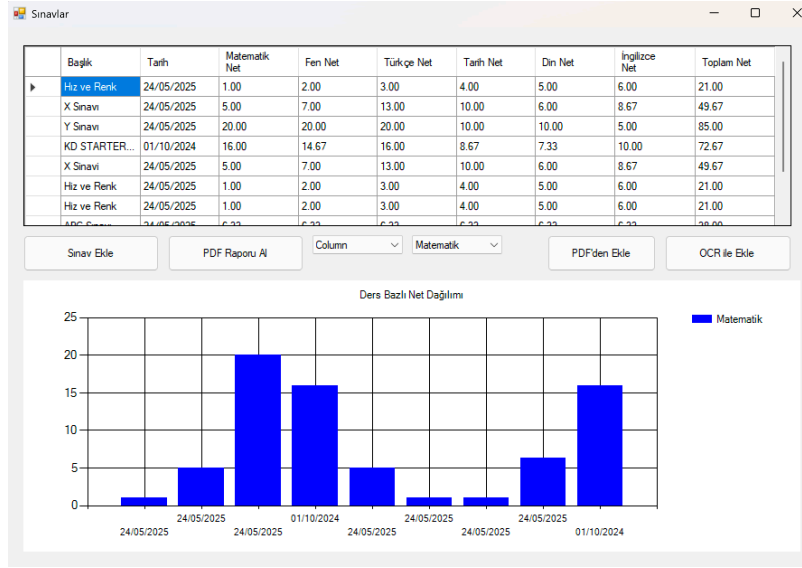 Sınavlar
Başlık Tarih Matematik Net Fen Net Türkçe Net Tarih Net Din Net İngilizce Net Toplam Net
Hız ve Renk 24/05/2025 1.00 2.00 3.00 4.00 5.00 6.00 21.00
X Sınavı 24/05/2025 5.00 7.00 13.00 10.00 6.00 8.67 49.67
Y Sınavı 24/05/2025 20.00 20.00 20.00 10.00 10.00 5.00 85.00
KD STARTER... 01/10/2024 16.00 14.67 16.00 8.67 7.33 10.00 72.67
X Sinavi 24/05/2025 5.00 7.00 13.00 10.00 6.00 8.67 49.67
Hiz ve Renk 24/05/2025 1.00 2.00 3.00 4.00 5.00 6.00 21.00
Hiz ve Renk 24/05/2025 1.00 2.00 3.00 4.00 5.00 6.00 21.00
Sınav Ekle PDF Raporu Al Column Matematik PDF'den Ekle OCR ile Ekle
Ders Bazlı Net Dağılımı
Matematik
25
20
15
10
5
0
24/05/2025 01/10/2024 24/05/2025 24/05/2025
24/05/2025 24/05/2025 24/05/2025 24/05/2025 01/10/2024